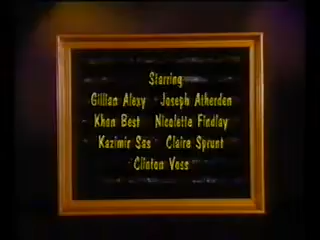 Starring
Gillian Alexy Joseph Atherden
Khan Best Nicolette Findlay
Kazimir Sas Claire Sprunt
Clinton Voss